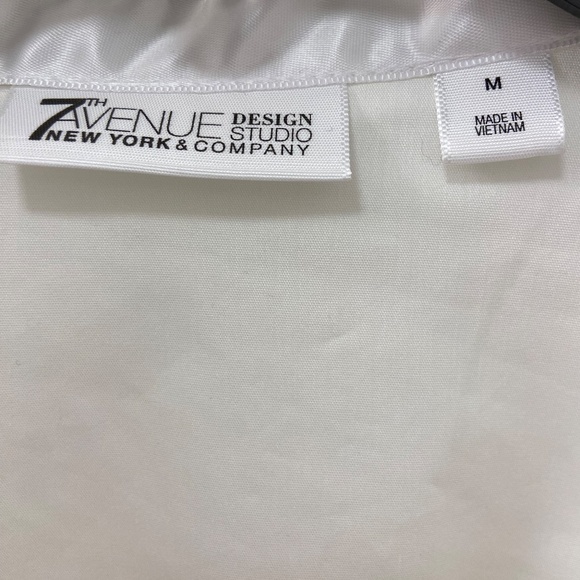 7TH AVENUE DESIGN STUDIO
NEW YORK & COMPANY
M
MADE IN
VIETNAM